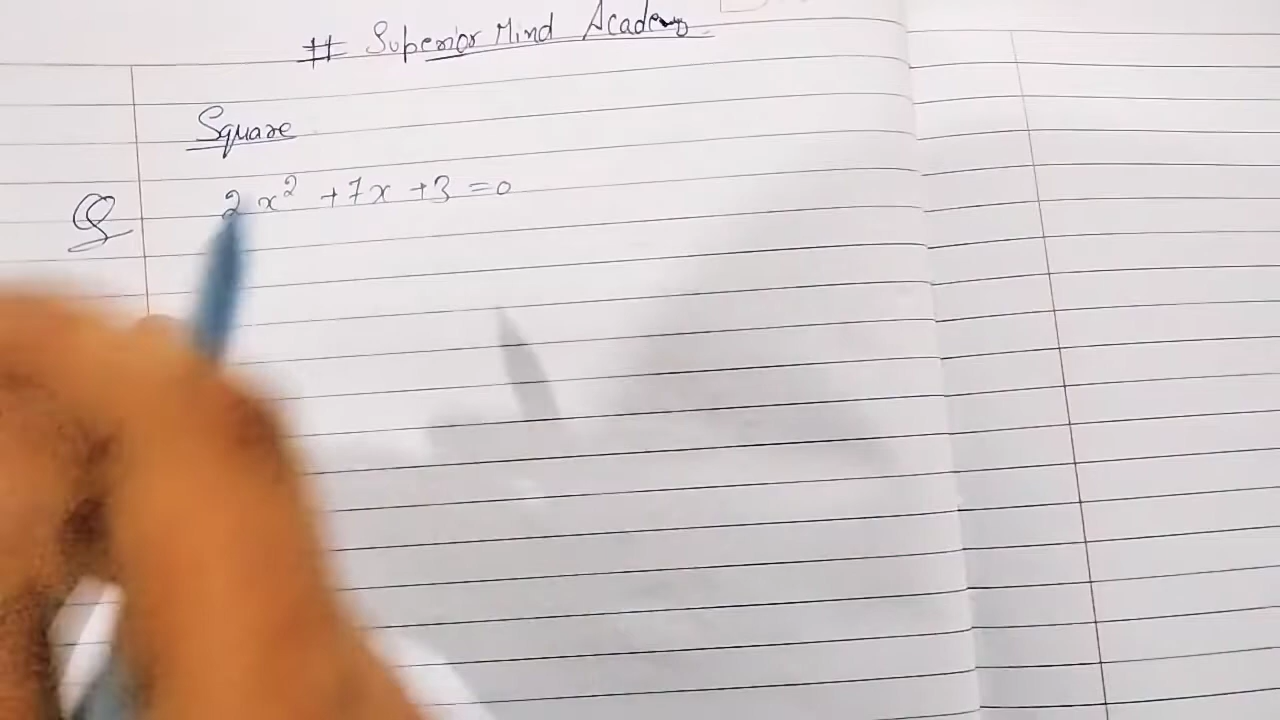 # Superior Mind Academy
Square
Q 2x² + 7x + 3 = 0